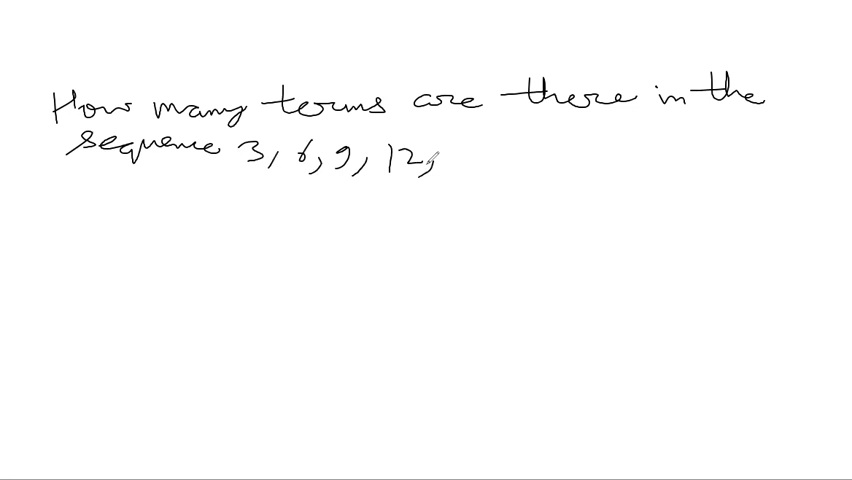 How many terms are there in the
sequence 3, 6, 9, 12,